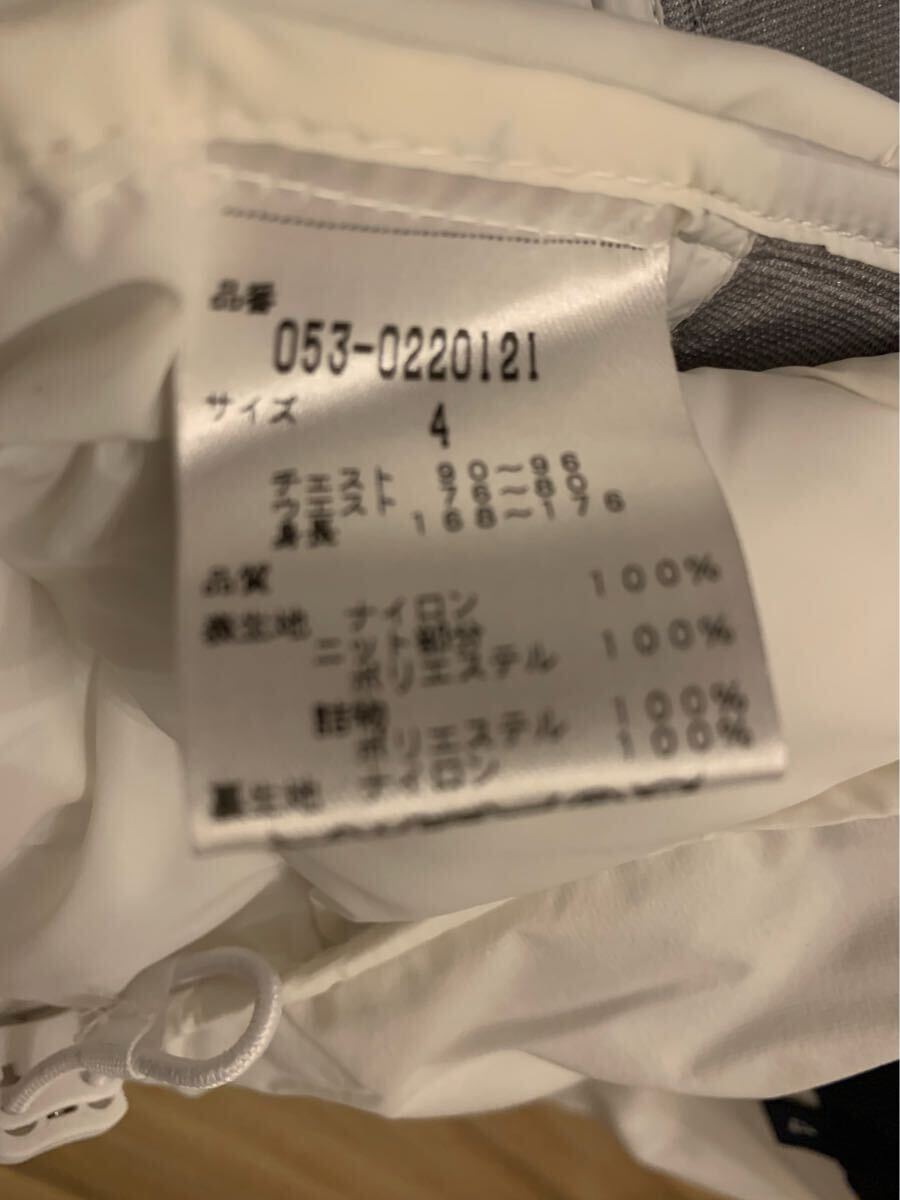 品番
053-0220121
サイズ 4
チェスト 90～96
ウエスト 76～80
身長 168～176
品質
表生地 ナイロン 100%
ニット部分
ポリエステル 100%
詰物
ポリエステル 100%
裏生地 ナイロン 100%
4